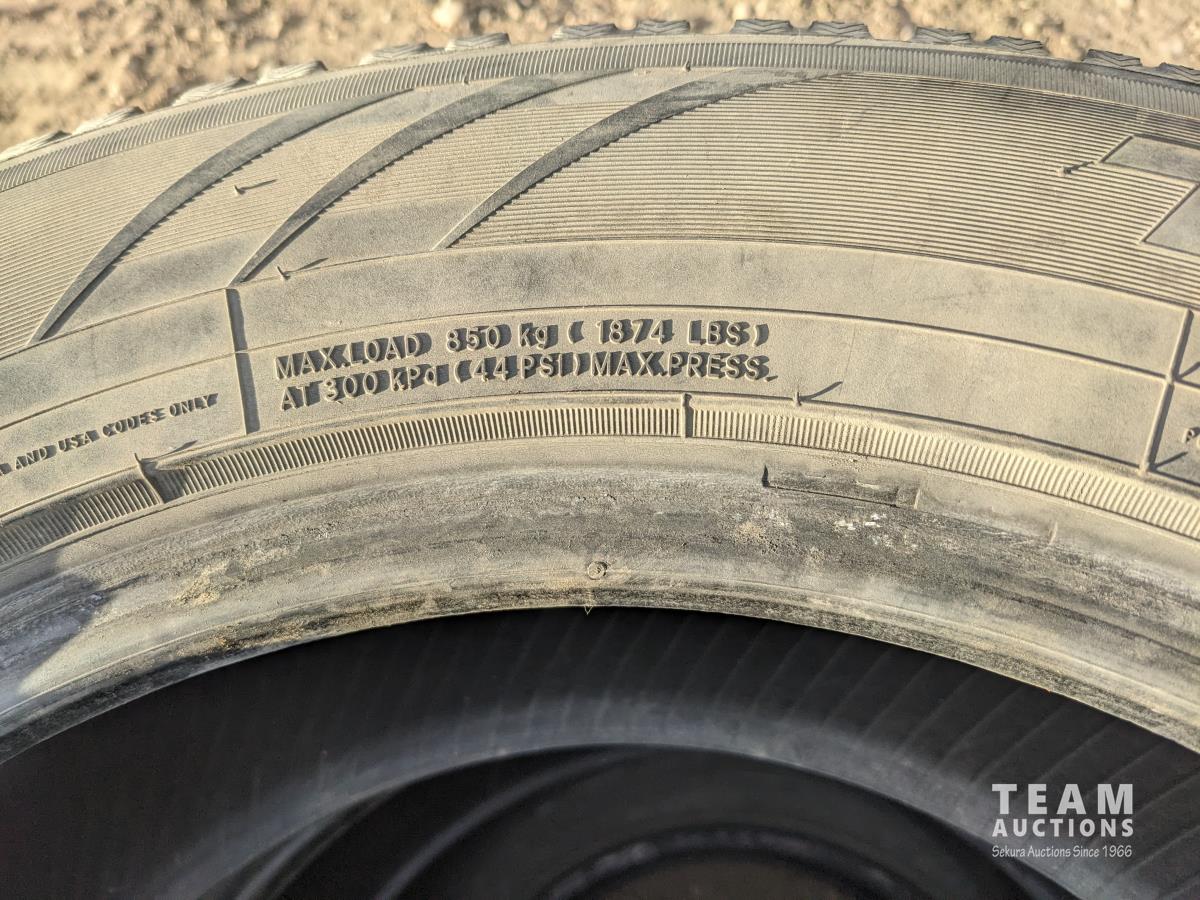 MAX.LOAD 850 kg ( 1874 LBS )
AT 300 KPa ( 44 PSI ) MAX.PRESS.
AND USA CODES ONLY
TEAM
AUCTIONS
Sekura Auctions Since 1966